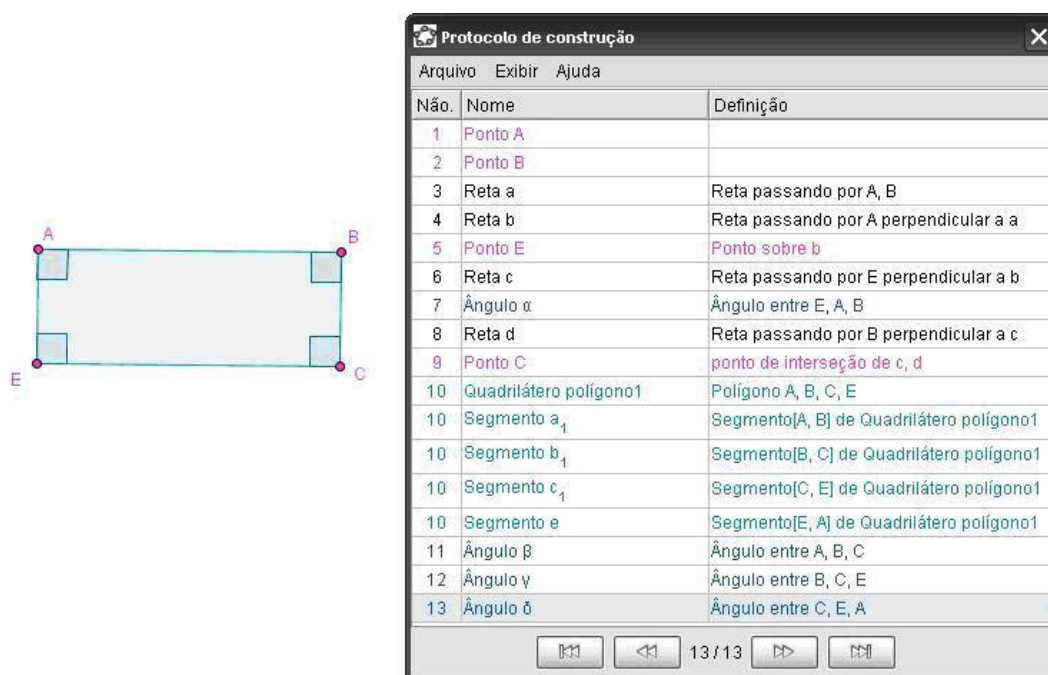 A
B
E
C
Protocolo de construção
Arquivo Exibir Ajuda
Não. Nome Definição
1 Ponto A
2 Ponto B
3 Reta a Reta passando por A, B
4 Reta b Reta passando por A perpendicular a a
5 Ponto E Ponto sobre b
6 Reta c Reta passando por E perpendicular a b
7 Ângulo α Ângulo entre E, A, B
8 Reta d Reta passando por B perpendicular a c
9 Ponto C ponto de interseção de c, d
10 Quadrilátero polígono1 Polígono A, B, C, E
10 Segmento a₁ Segmento[A, B] de Quadrilátero polígono1
10 Segmento b₁ Segmento[B, C] de Quadrilátero polígono1
10 Segmento c₁ Segmento[C, E] de Quadrilátero polígono1
10 Segmento e Segmento[E, A] de Quadrilátero polígono1
11 Ângulo β Ângulo entre A, B, C
12 Ângulo γ Ângulo entre B, C, E
13 Ângulo δ Ângulo entre C, E, A
13 / 13